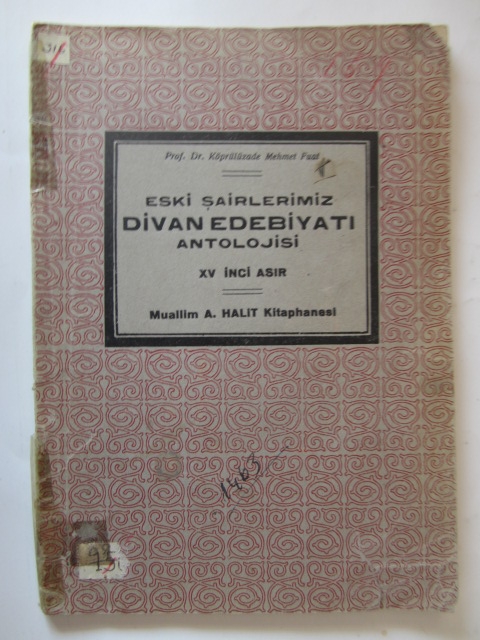 Prof. Dr. Köprülüzade Mehmet Fuat
ESKİ ŞAİRLERİMİZ
DİVAN EDEBİYATI
ANTOLOJİSİ
XV İNCİ ASIR
Muallim A. HALİT Kitaphanesi
1403